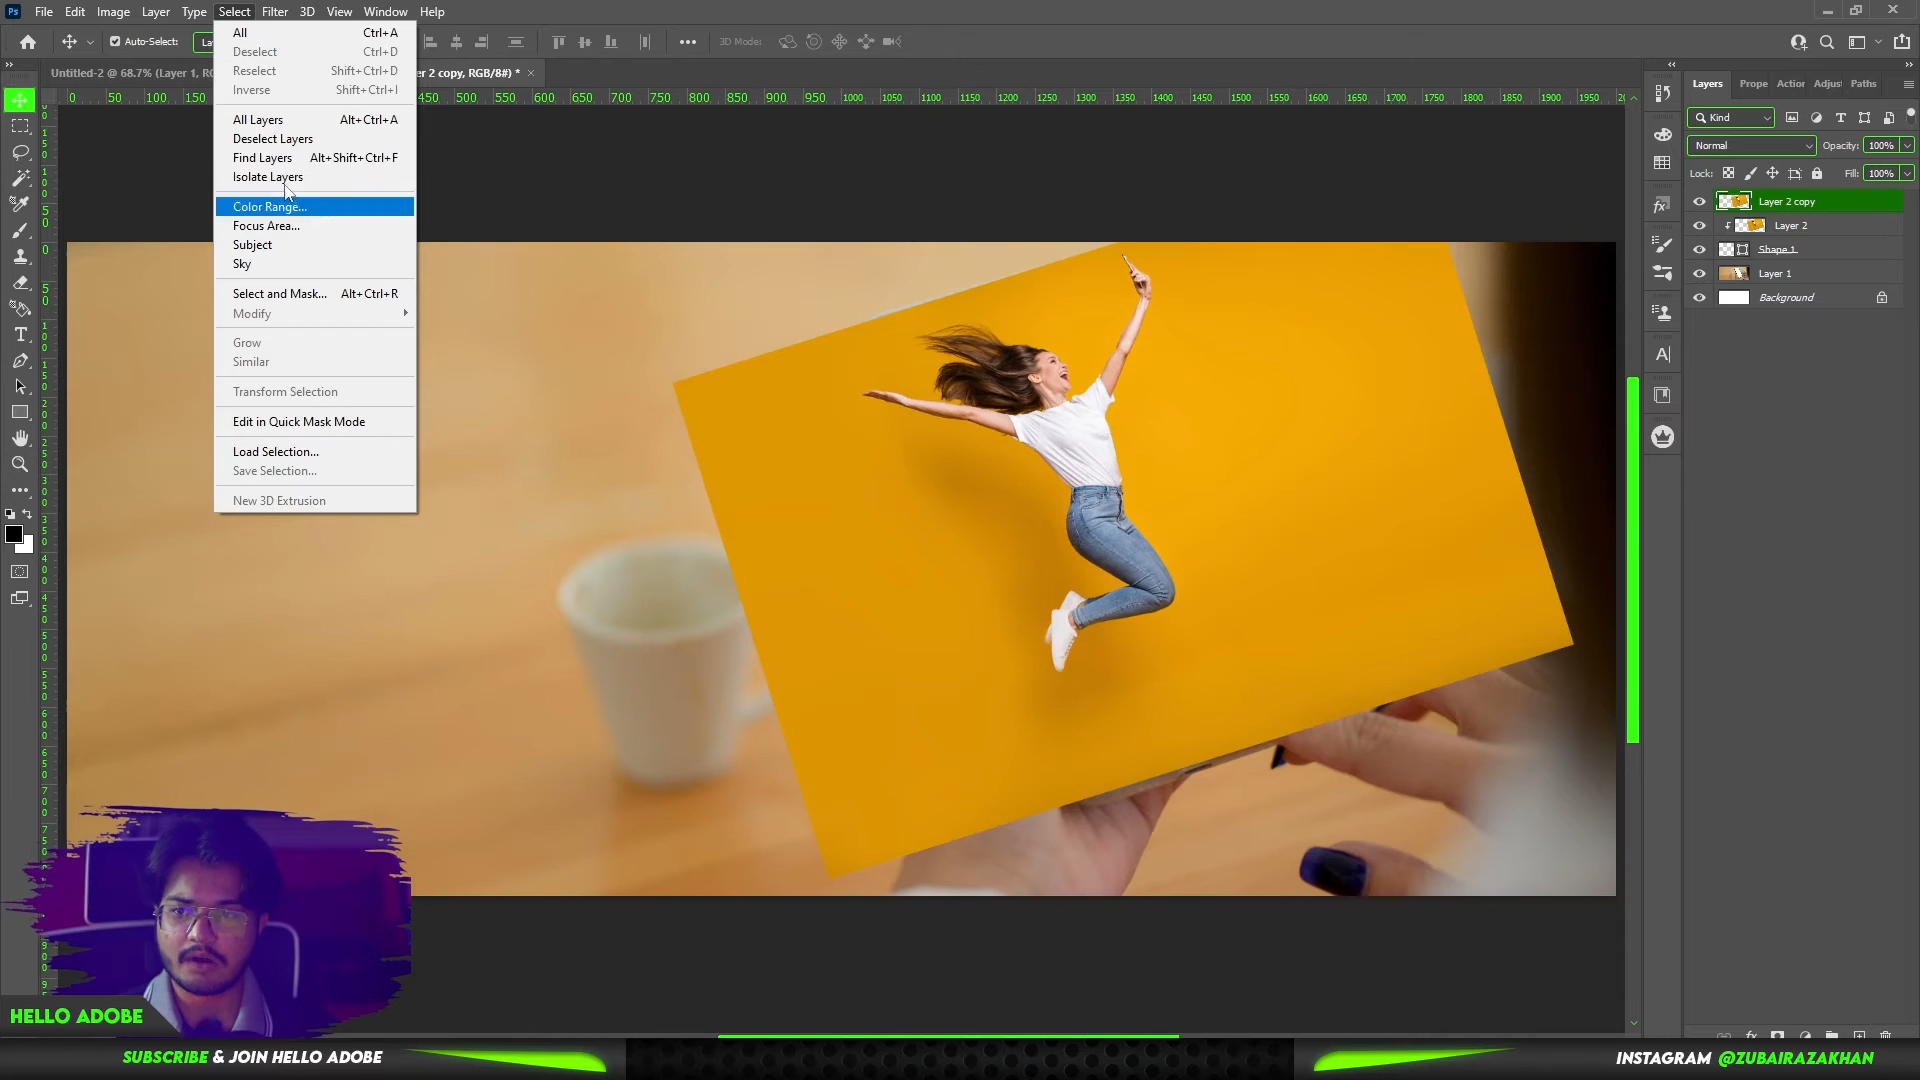 Ps File Edit Image Layer Type Select Filter 3D View Window Help
Auto-Select:
3D Mode:
Untitled-2 @ 68.7% (Layer 1, RG
er 2 copy, RGB/8#) *
0 50 100 150
450 500 550 600 650 700 750 800 850 900 950 1000 1050 1100 1150 1200 1250 1300 1350 1400 1450 1500 1550 1600 1650 1700 1750 1800 1850 1900 1950
All Ctrl+A
Deselect Ctrl+D
Reselect Shift+Ctrl+D
Inverse Shift+Ctrl+I
All Layers Alt+Ctrl+A
Deselect Layers
Find Layers Alt+Shift+Ctrl+F
Isolate Layers
Color Range...
Focus Area...
Subject
Sky
Select and Mask... Alt+Ctrl+R
Modify
Grow
Similar
Transform Selection
Edit in Quick Mask Mode
Load Selection...
Save Selection...
New 3D Extrusion
Layers Prope Action Adjus Paths
Kind
Normal Opacity: 100%
Lock: Fill: 100%
Layer 2 copy
Layer 2
Shape 1
Layer 1
Background
HELLO ADOBE
SUBSCRIBE & JOIN HELLO ADOBE
INSTAGRAM @ZUBAIRAZAKHAN